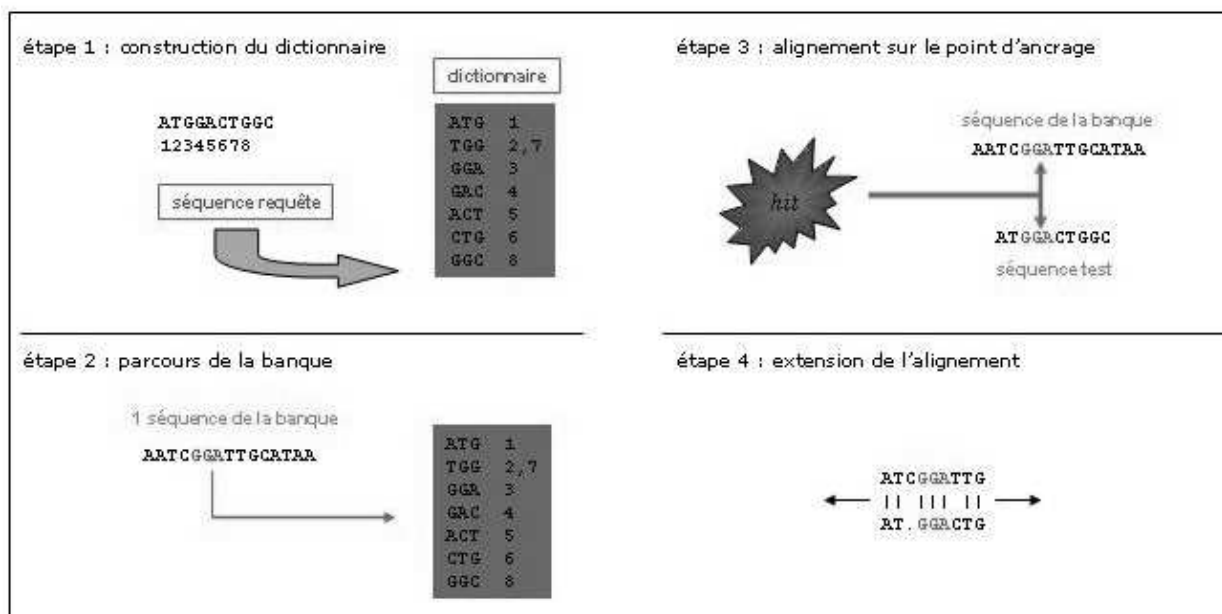 étape 1 : construction du dictionnaire
dictionnaire
ATGGACTGGC
12345678
séquence requête
ATG 1
TGG 2,7
GGA 3
GAC 4
ACT 5
CTG 6
GGC 8
étape 3 : alignement sur le point d'ancrage
séquence de la banque
AATCGGATTGCATAA
hit
ATGGACTGGC
séquence test
étape 2 : parcours de la banque
1 séquence de la banque
AATCGGATTGCATAA
ATG 1
TGG 2,7
GGA 3
GAC 4
ACT 5
CTG 6
GGC 8
étape 4 : extension de l'alignement
ATCGGATTG
|| ||| ||
AT.GGACTG